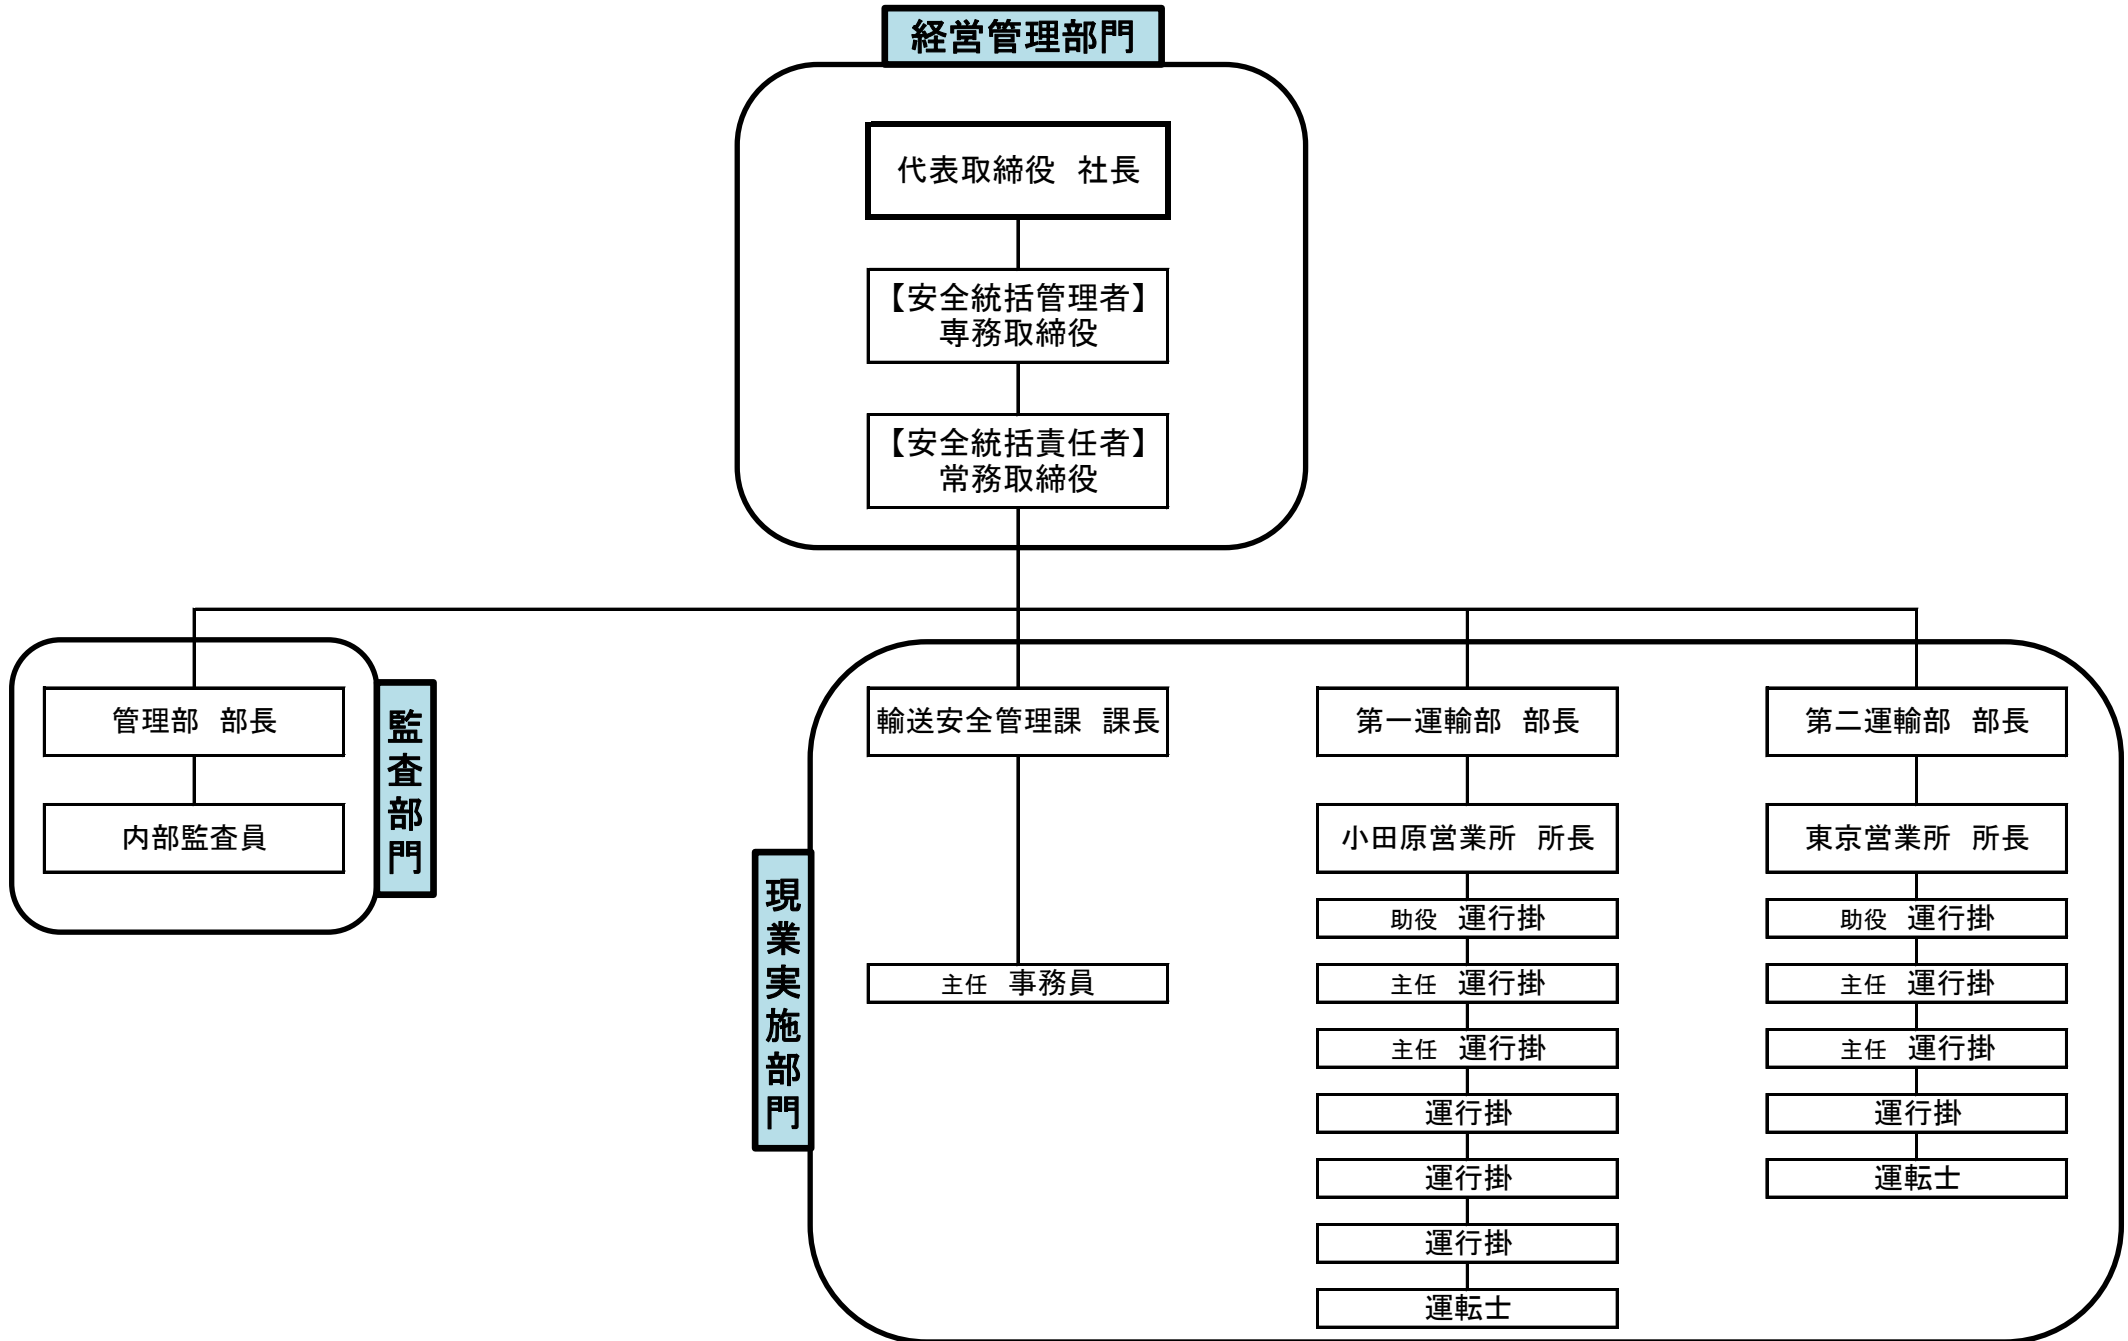 経営管理部門
代表取締役　社長
【安全統括管理者】
専務取締役
【安全統括責任者】
常務取締役
管理部　部長
内部監査員
監査部門
現業実施部門
輸送安全管理課　課長
主任　事務員
第一運輸部　部長
小田原営業所　所長
助役　運行掛
主任　運行掛
主任　運行掛
運行掛
運行掛
運行掛
運転士
第二運輸部　部長
東京営業所　所長
助役　運行掛
主任　運行掛
主任　運行掛
運行掛
運転士